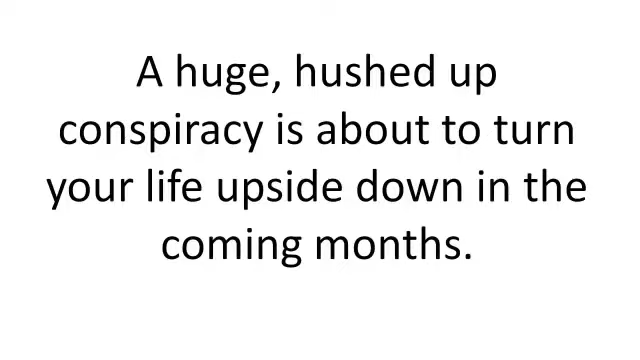 A huge, hushed up
conspiracy is about to turn
your life upside down in the
coming months.